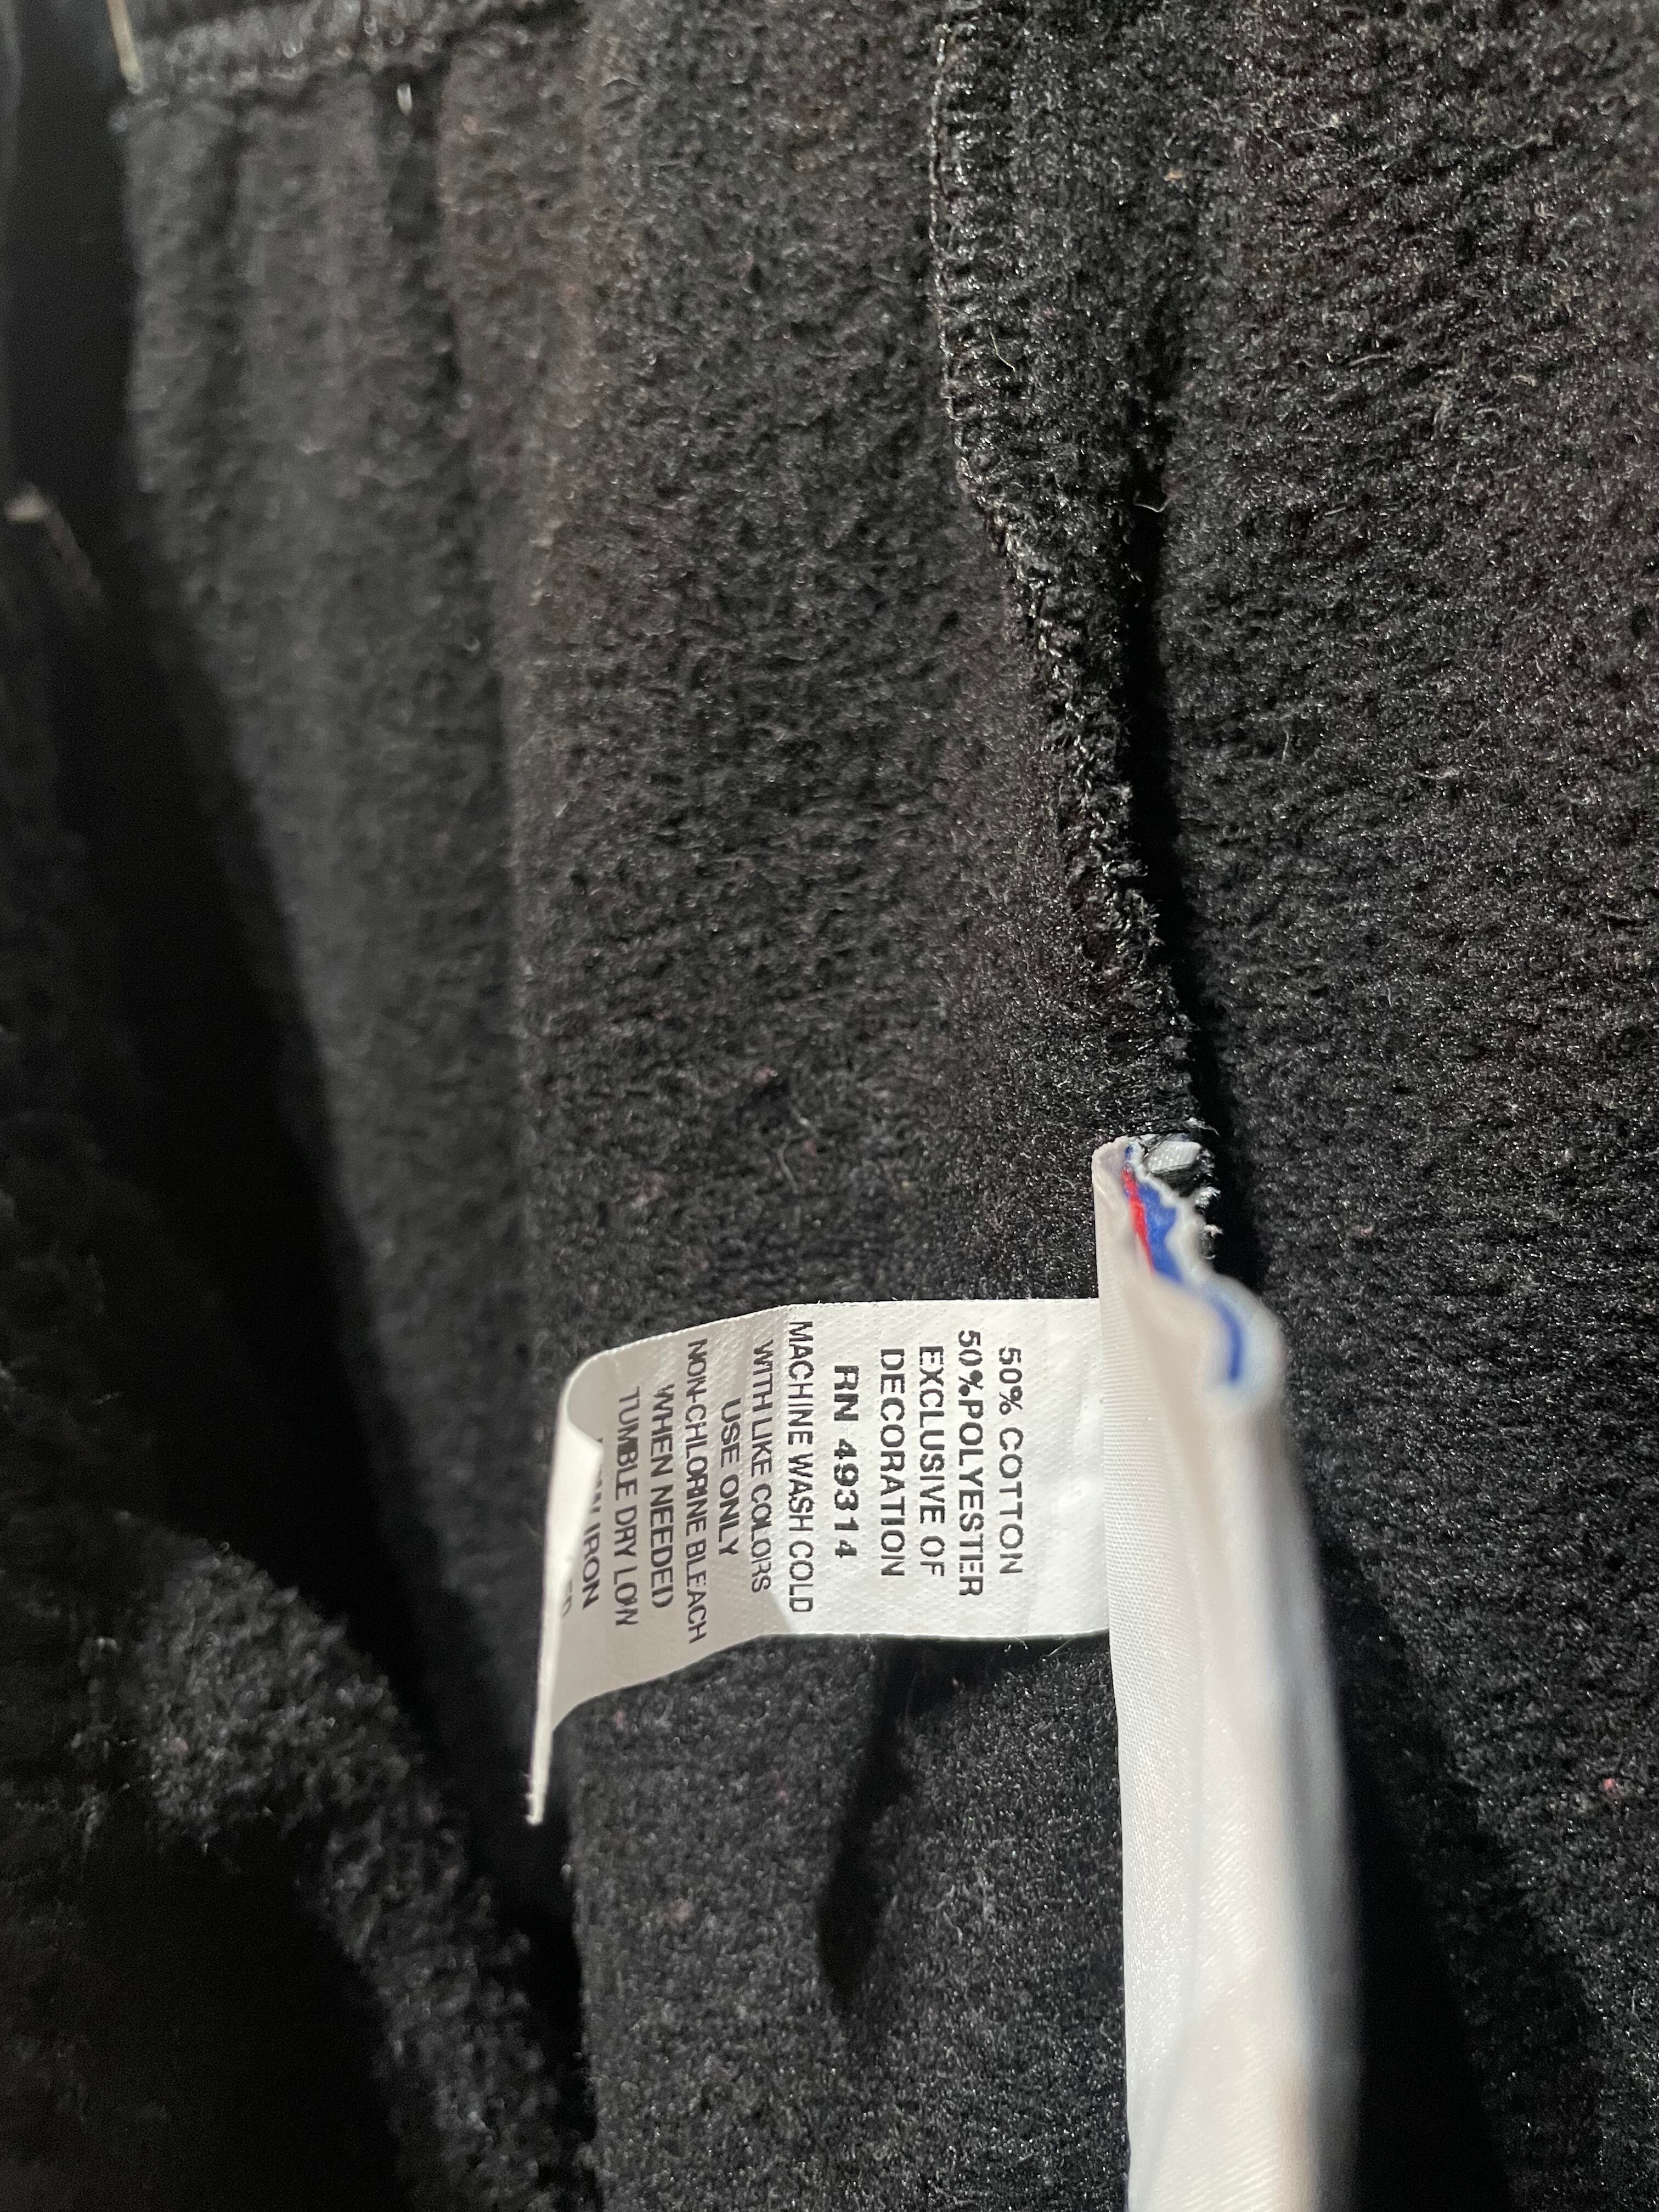 50% COTTON
50%POLYESTER
EXCLUSIVE OF
DECORATION
RN 49314
MACHINE WASH COLD
WITH LIKE COLORS
USE ONLY
NON-CHLORINE BLEACH
WHEN NEEDED
TUMBLE DRY LOW
IRON